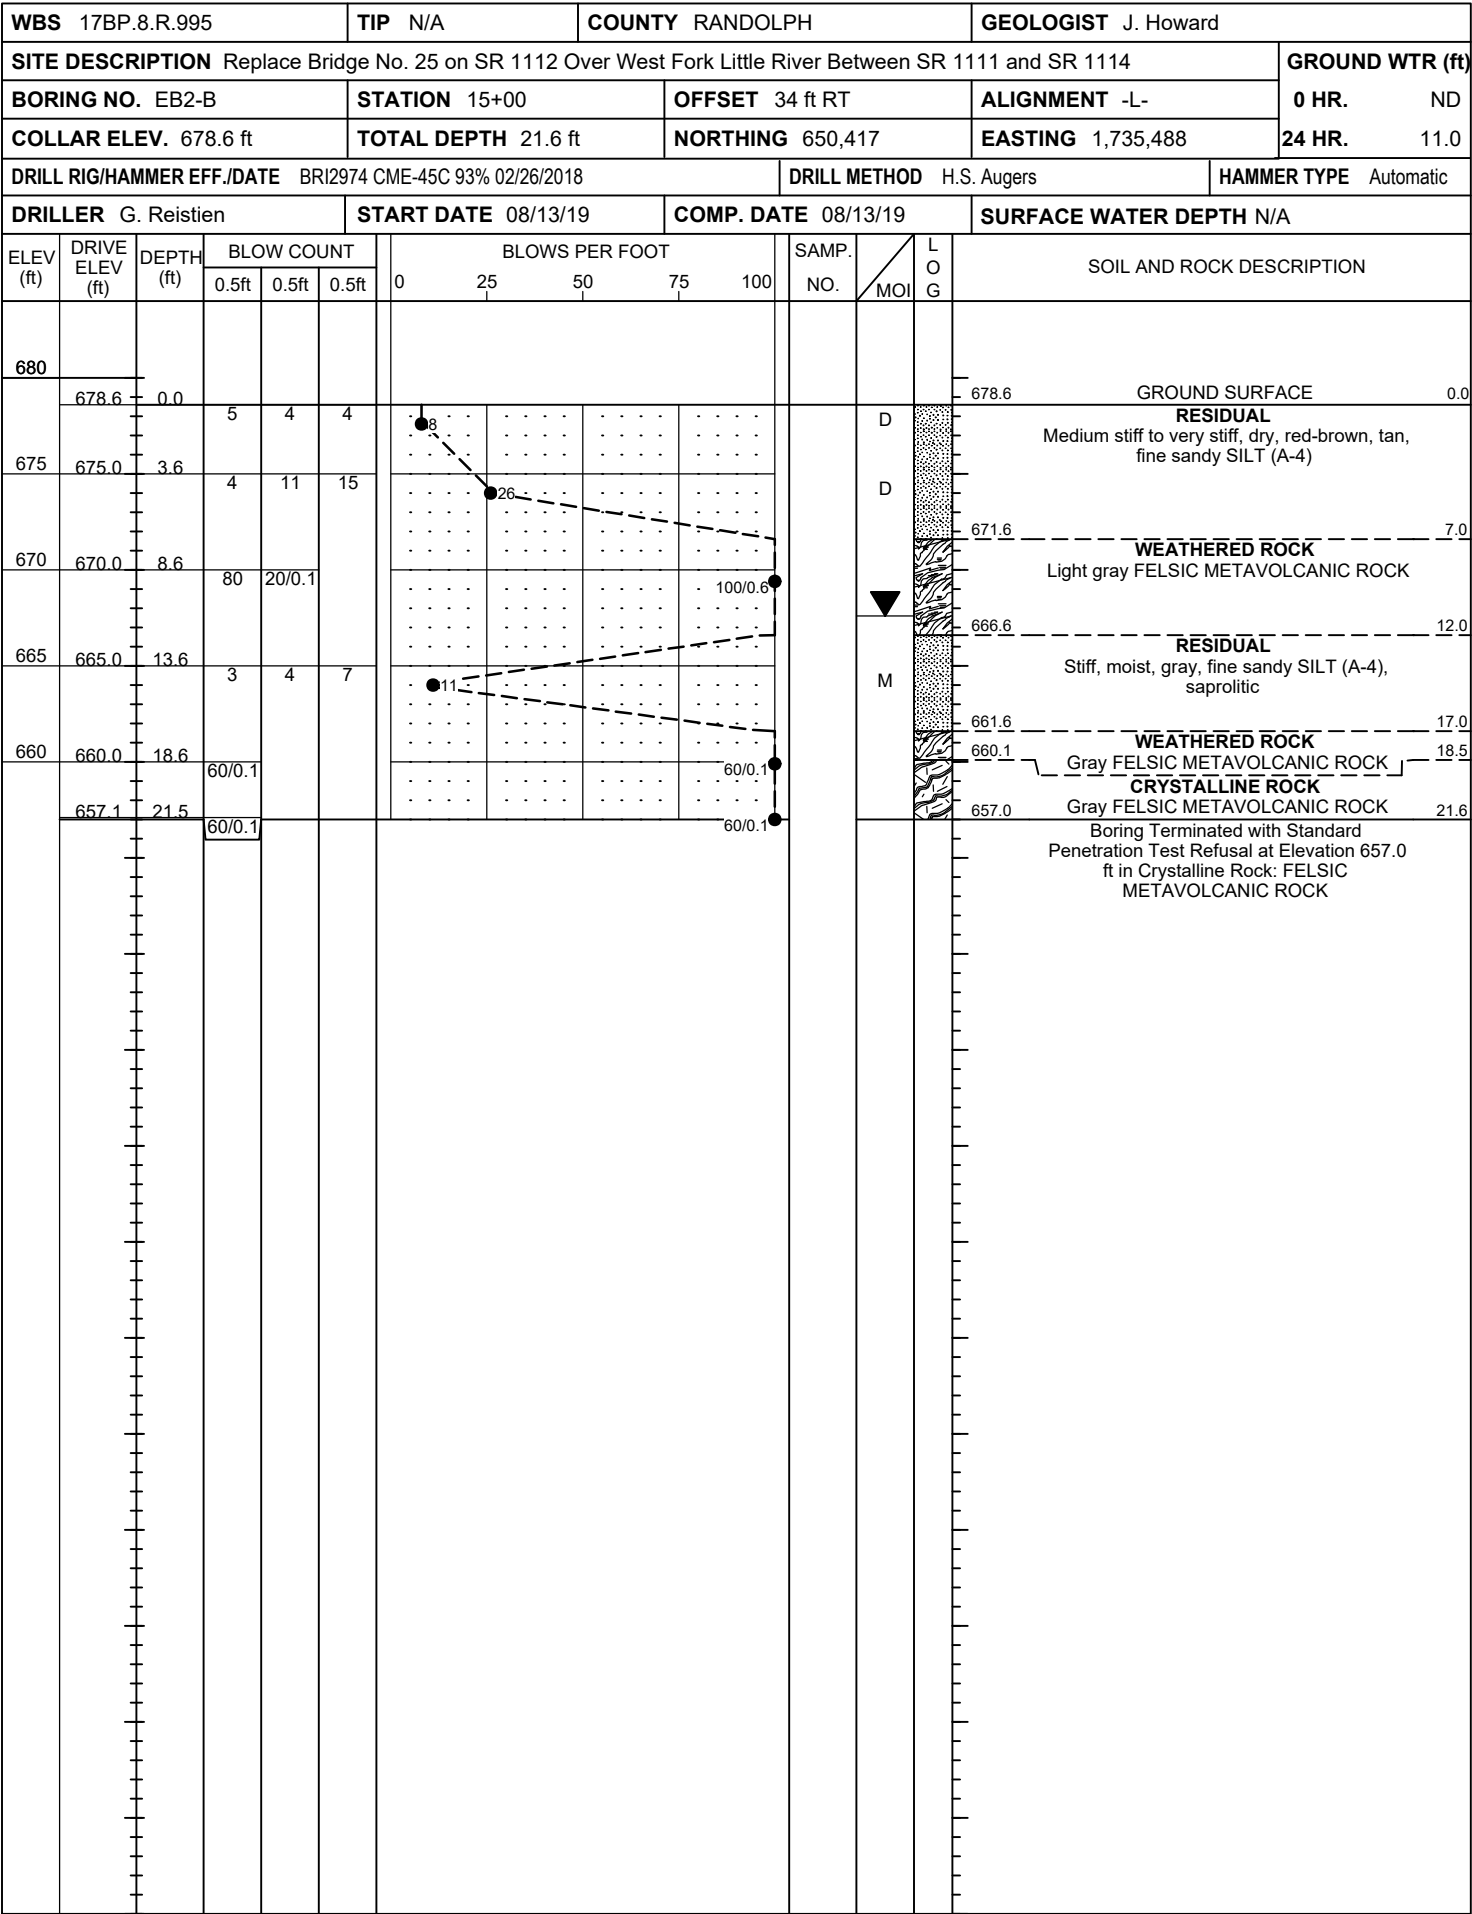 WBS 17BP.8.R.995 TIP N/A COUNTY RANDOLPH GEOLOGIST J. Howard
SITE DESCRIPTION Replace Bridge No. 25 on SR 1112 Over West Fork Little River Between SR 1111 and SR 1114 GROUND WTR (ft)
BORING NO. EB2-B STATION 15+00 OFFSET 34 ft RT ALIGNMENT -L- 0 HR. ND
COLLAR ELEV. 678.6 ft TOTAL DEPTH 21.6 ft NORTHING 650,417 EASTING 1,735,488 24 HR. 11.0
DRILL RIG/HAMMER EFF./DATE BRI2974 CME-45C 93% 02/26/2018 DRILL METHOD H.S. Augers HAMMER TYPE Automatic
DRILLER G. Reistien START DATE 08/13/19 COMP. DATE 08/13/19 SURFACE WATER DEPTH N/A
ELEV (ft) DRIVE ELEV (ft) DEPTH (ft) BLOW COUNT BLOWS PER FOOT SAMP. NO. MOI LOG SOIL AND ROCK DESCRIPTION
0.5ft 0.5ft 0.5ft 0 25 50 75 100
680
678.6 0.0 678.6 GROUND SURFACE 0.0
5 4 4 8 D RESIDUAL
Medium stiff to very stiff, dry, red-brown, tan,
fine sandy SILT (A-4)
675 675.0 3.6
4 11 15 26 D
671.6 7.0
WEATHERED ROCK
Light gray FELSIC METAVOLCANIC ROCK
670 670.0 8.6
80 20/0.1 100/0.6
666.6 12.0
RESIDUAL
Stiff, moist, gray, fine sandy SILT (A-4),
saprolitic
665 665.0 13.6
3 4 7 11 M
661.6 17.0
WEATHERED ROCK
660.1 Gray FELSIC METAVOLCANIC ROCK 18.5
660 660.0 18.6
60/0.1 60/0.1
CRYSTALLINE ROCK
Gray FELSIC METAVOLCANIC ROCK
657.1 21.5 657.0 21.6
60/0.1 60/0.1
Boring Terminated with Standard
Penetration Test Refusal at Elevation 657.0
ft in Crystalline Rock: FELSIC
METAVOLCANIC ROCK